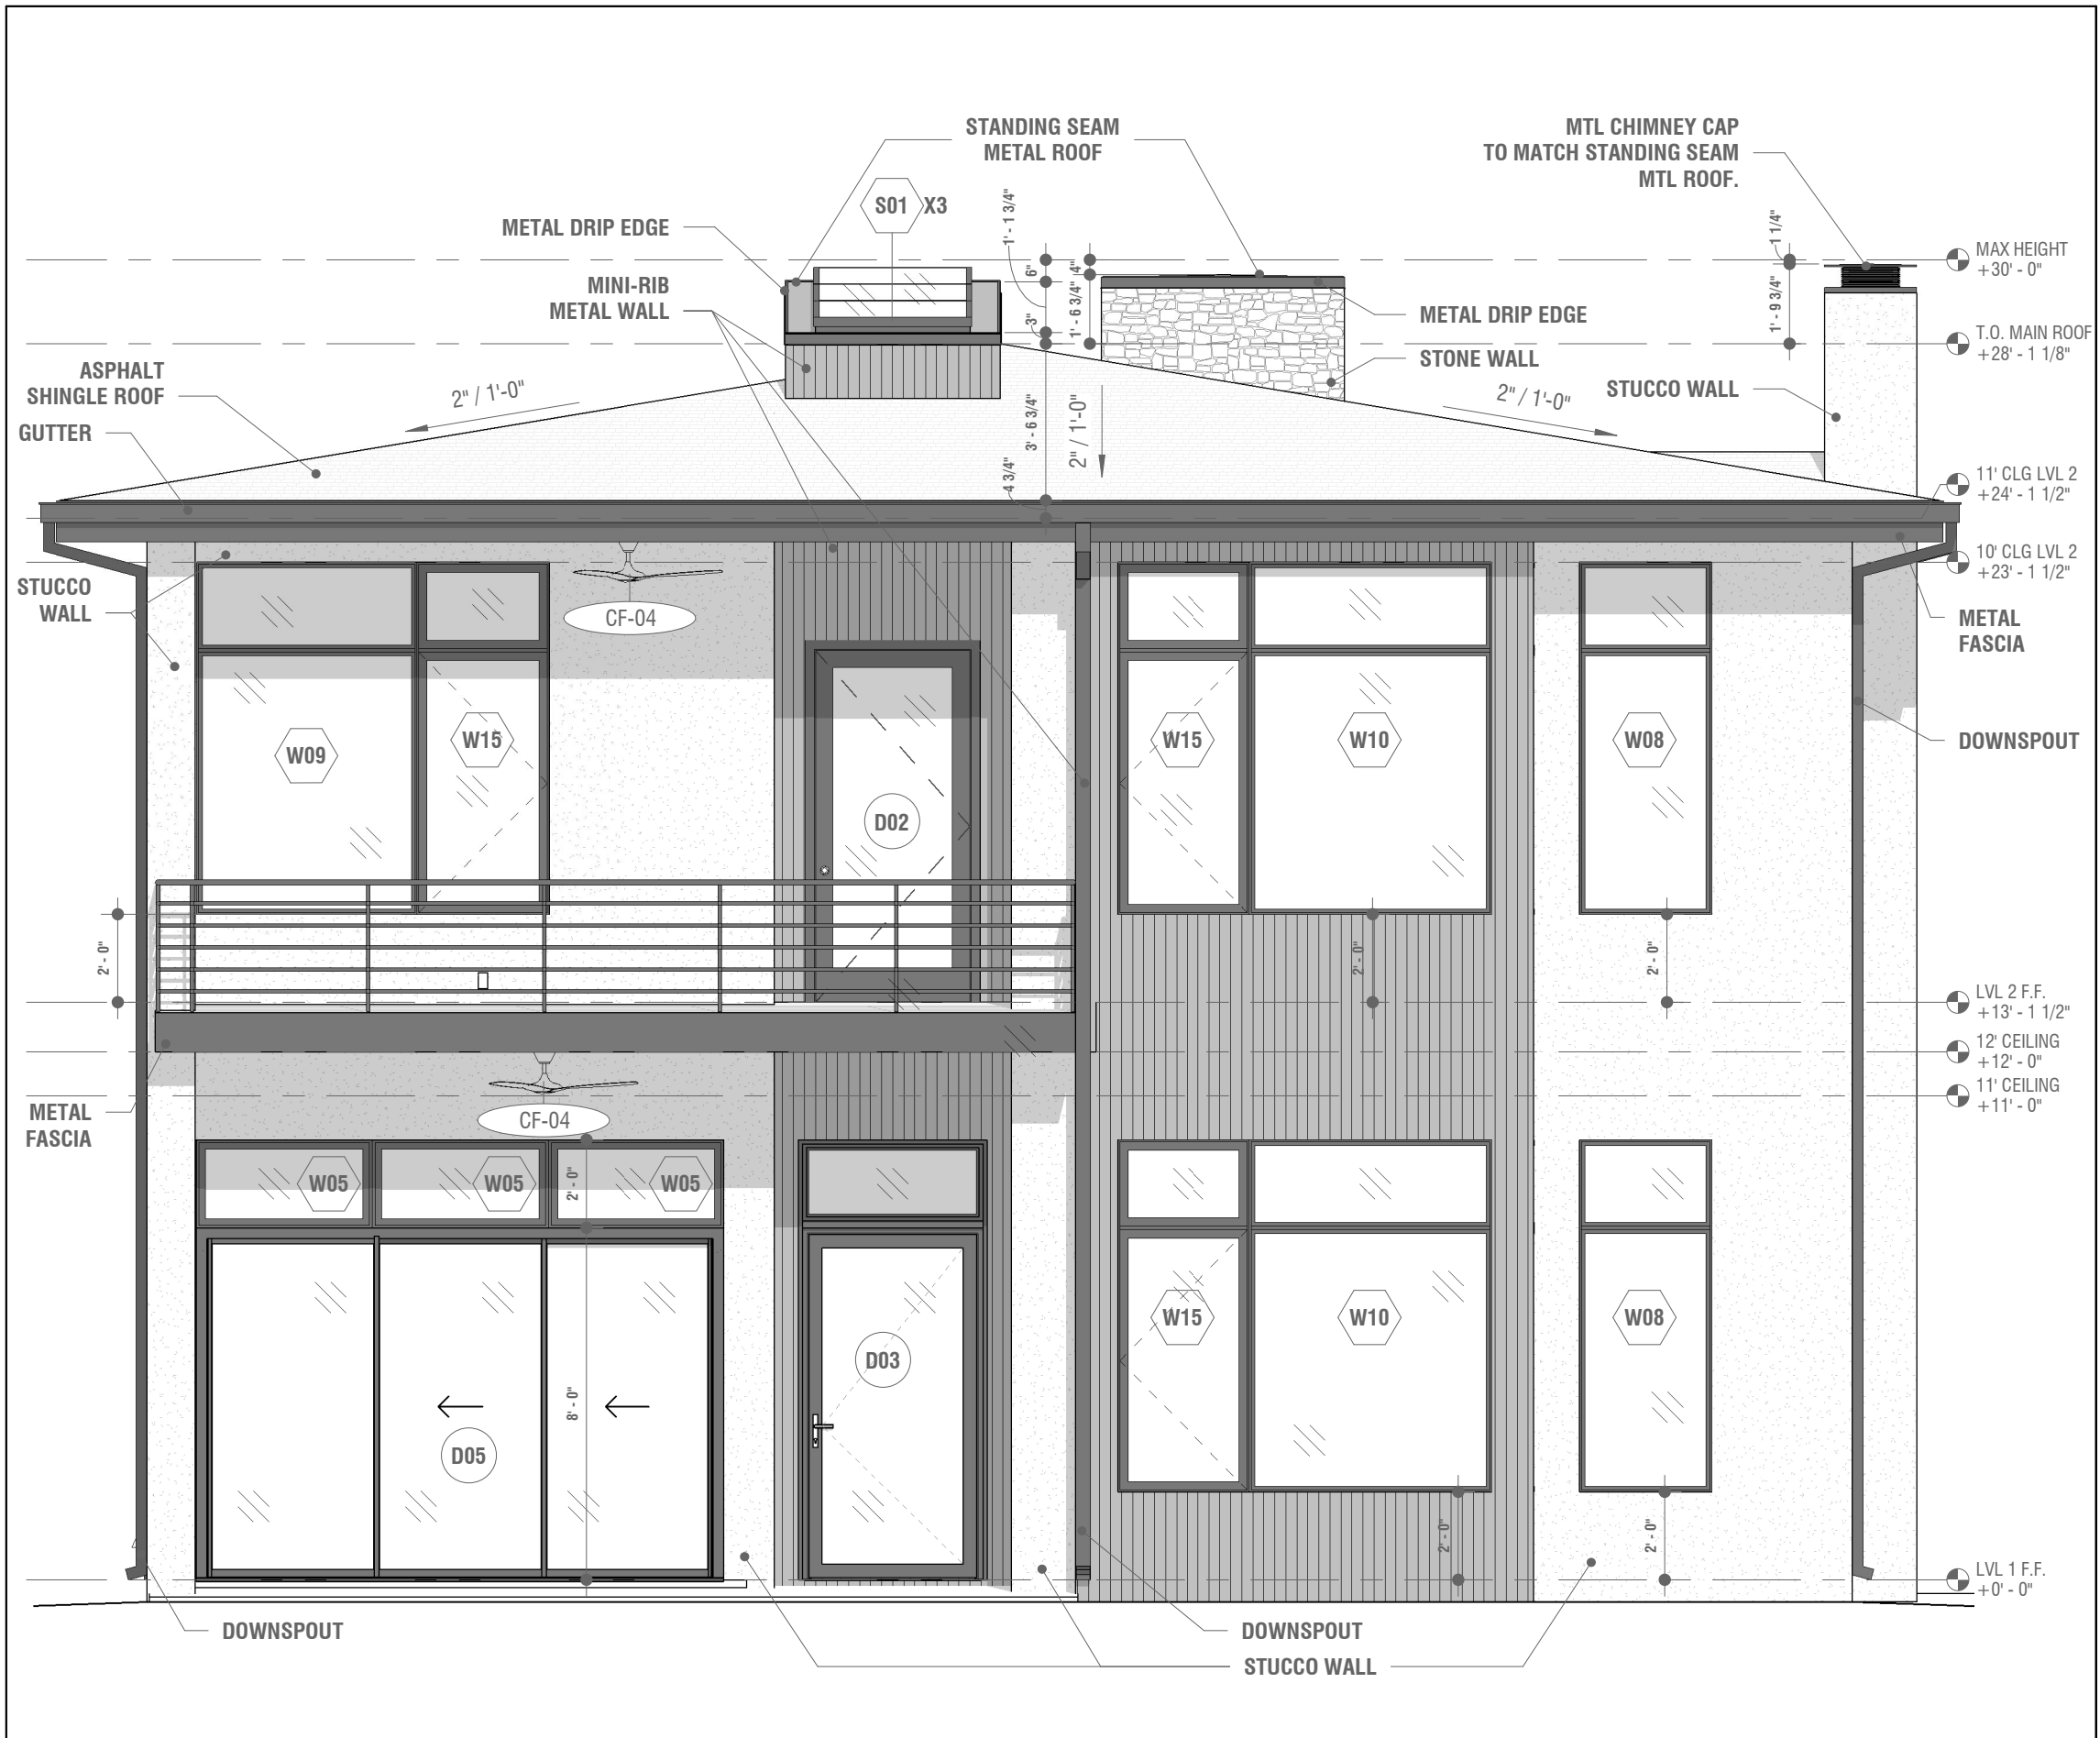 STANDING SEAM
METAL ROOF
MTL CHIMNEY CAP
TO MATCH STANDING SEAM
MTL ROOF.
S01 X3
METAL DRIP EDGE
1' - 1 3/4"
1 1/4"
MAX HEIGHT
+30' - 0"
6"
4"
MINI-RIB
METAL WALL
3"
1' - 6 3/4"
METAL DRIP EDGE
1' - 9 3/4"
T.O. MAIN ROOF
+28' - 1 1/8"
STONE WALL
ASPHALT
SHINGLE ROOF
2" / 1'-0"
2" / 1'-0"
STUCCO WALL
GUTTER
3' - 6 3/4"
2" / 1'-0"
4 3/4"
11' CLG LVL 2
+24' - 1 1/2"
10' CLG LVL 2
+23' - 1 1/2"
STUCCO
WALL
CF-04
METAL
FASCIA
W09
W15
W15
W10
W08
DOWNSPOUT
D02
2' - 0"
2' - 0"
2' - 0"
LVL 2 F.F.
+13' - 1 1/2"
12' CEILING
+12' - 0"
11' CEILING
+11' - 0"
METAL
FASCIA
CF-04
W05
W05
W05
2' - 0"
W15
W10
W08
D03
8' - 0"
D05
2' - 0"
2' - 0"
LVL 1 F.F.
+0' - 0"
DOWNSPOUT
DOWNSPOUT
STUCCO WALL